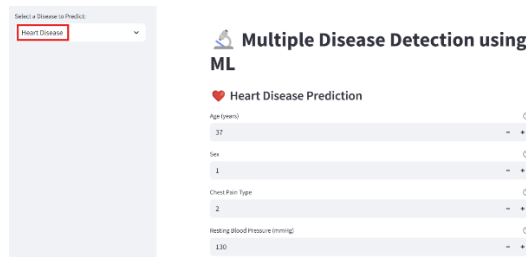 Select a Disease to Predict:
Heart Disease
Multiple Disease Detection using
ML
Heart Disease Prediction
Age (years)
37
Sex
1
Chest Pain Type
2
Resting Blood Pressure (mmHg)
130